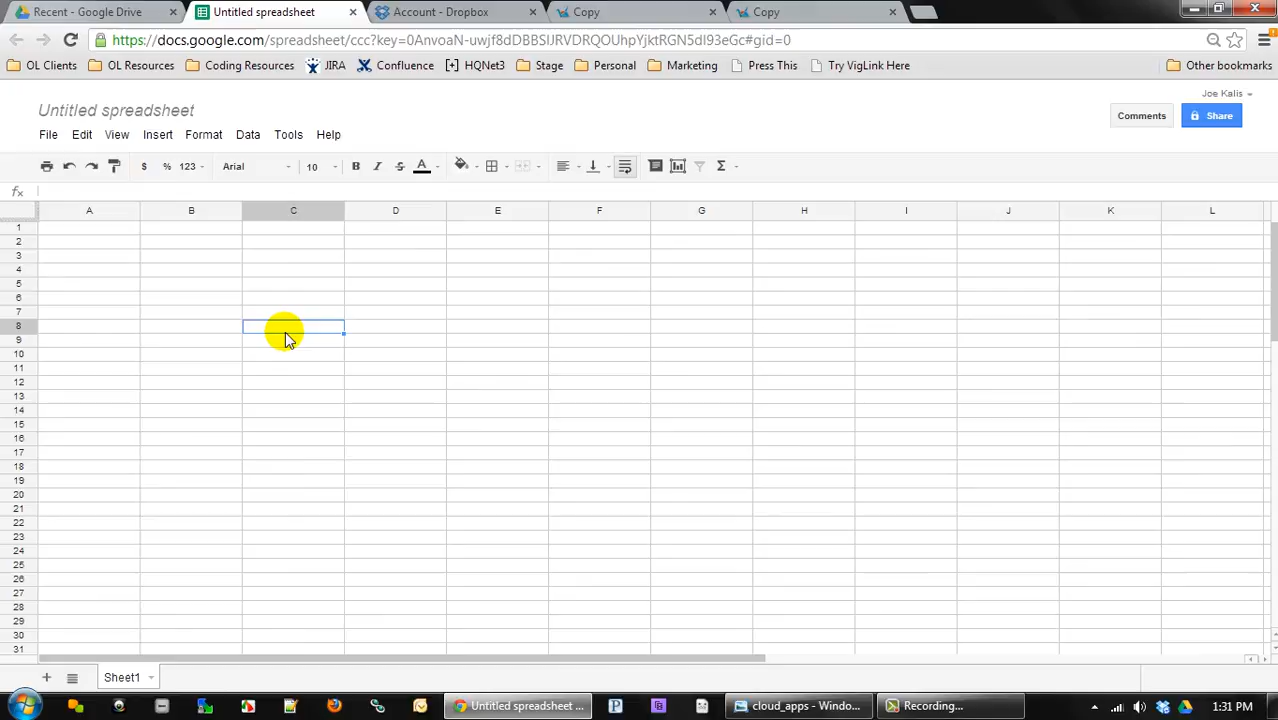 Recent - Google Drive Untitled spreadsheet Account - Dropbox Copy Copy
https://docs.google.com/spreadsheet/ccc?key=0AnvoaN-uwjf8dDBBSlJRVDRQOUhpYjktRGN5dl93eGc#gid=0
OL Clients OL Resources Coding Resources JIRA Confluence [+] HQNet3 Stage Personal Marketing Press This Try VigLink Here Other bookmarks
Joe Kalis
Untitled spreadsheet
Comments Share
File Edit View Insert Format Data Tools Help
$ % 123 Arial 10 B I S A Σ
fx
A B C D E F G H I J K L
1
2
3
4
5
6
7
8
9
10
11
12
13
14
15
16
17
18
19
20
21
22
23
24
25
26
27
28
29
30
31
+ Sheet1
Untitled spreadsheet ... cloud_apps - Windo... Recording... 1:31 PM